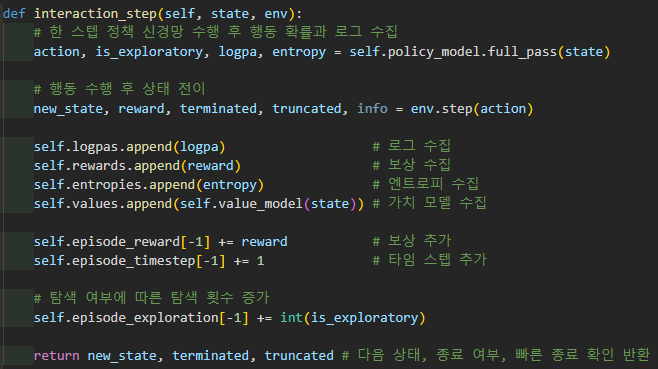 def interaction_step(self, state, env):
# 한 스텝 정책 신경망 수행 후 행동 확률과 로그 수집
action, is_exploratory, logpa, entropy = self.policy_model.full_pass(state)
# 행동 수행 후 상태 전이
new_state, reward, terminated, truncated, info = env.step(action)
self.logpas.append(logpa) # 로그 수집
self.rewards.append(reward) # 보상 수집
self.entropies.append(entropy) # 엔트로피 수집
self.values.append(self.value_model(state)) # 가치 모델 수집
self.episode_reward[-1] += reward # 보상 추가
self.episode_timestep[-1] += 1 # 타임 스텝 추가
# 탐색 여부에 따른 탐색 횟수 증가
self.episode_exploration[-1] += int(is_exploratory)
return new_state, terminated, truncated # 다음 상태, 종료 여부, 빠른 종료 확인 반환